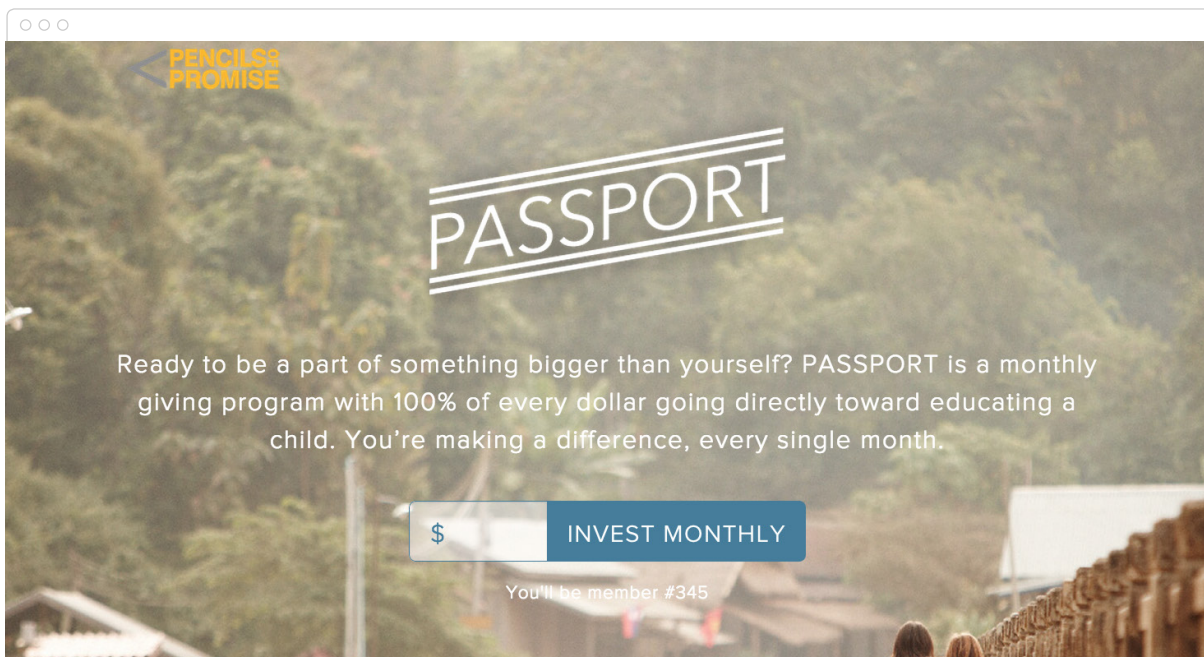 PENCILS OF
PROMISE
PASSPORT
Ready to be a part of something bigger than yourself? PASSPORT is a monthly
giving program with 100% of every dollar going directly toward educating a
child. You're making a difference, every single month.
$ INVEST MONTHLY
You'll be member #345